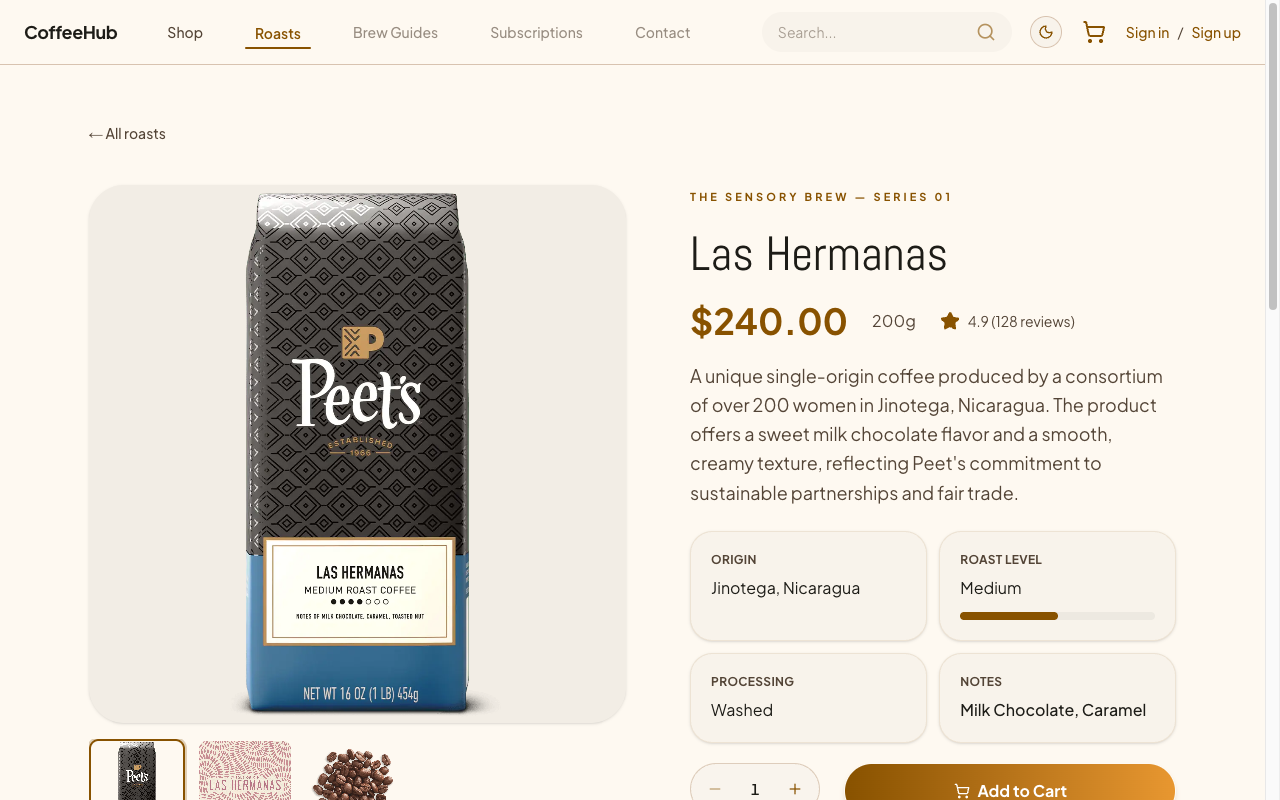 CoffeeHub
Shop
Roasts
Brew Guides
Subscriptions
Contact
Search...
Sign in / Sign up
← All roasts
Peet's
ESTABLISHED
1966
LAS HERMANAS
MEDIUM ROAST COFFEE
NOTES OF MILK CHOCOLATE, CARAMEL, TOASTED NUT
NET WT 16 OZ (1 LB) 454g
Peet's
LAS HERMANAS
THE SENSORY BREW — SERIES 01
Las Hermanas
$240.00 200g 4.9 (128 reviews)
A unique single-origin coffee produced by a consortium
of over 200 women in Jinotega, Nicaragua. The product
offers a sweet milk chocolate flavor and a smooth,
creamy texture, reflecting Peet's commitment to
sustainable partnerships and fair trade.
ORIGIN
Jinotega, Nicaragua
ROAST LEVEL
Medium
PROCESSING
Washed
NOTES
Milk Chocolate, Caramel
− 1 +
Add to Cart